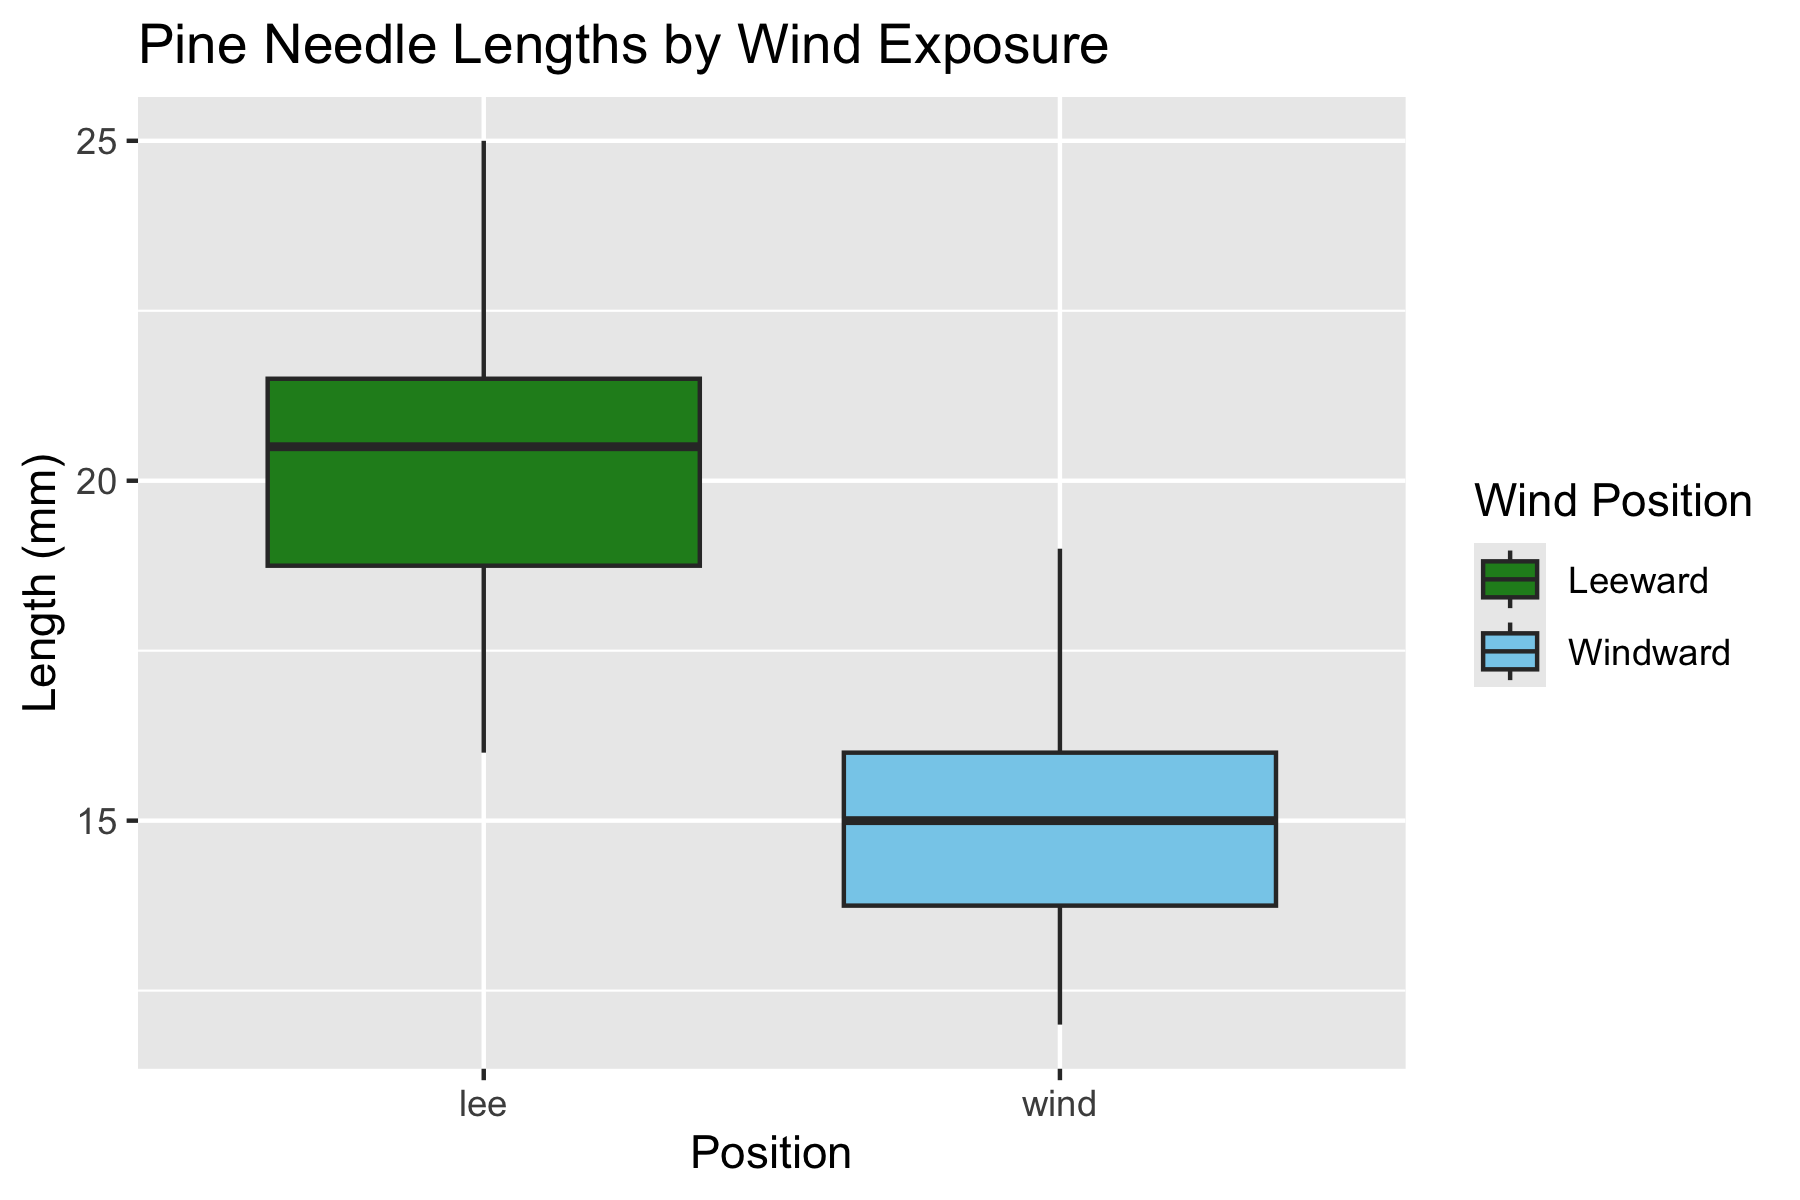 Pine Needle Lengths by Wind Exposure
Length (mm)
25
20
15
lee
wind
Position
Wind Position
Leeward
Windward